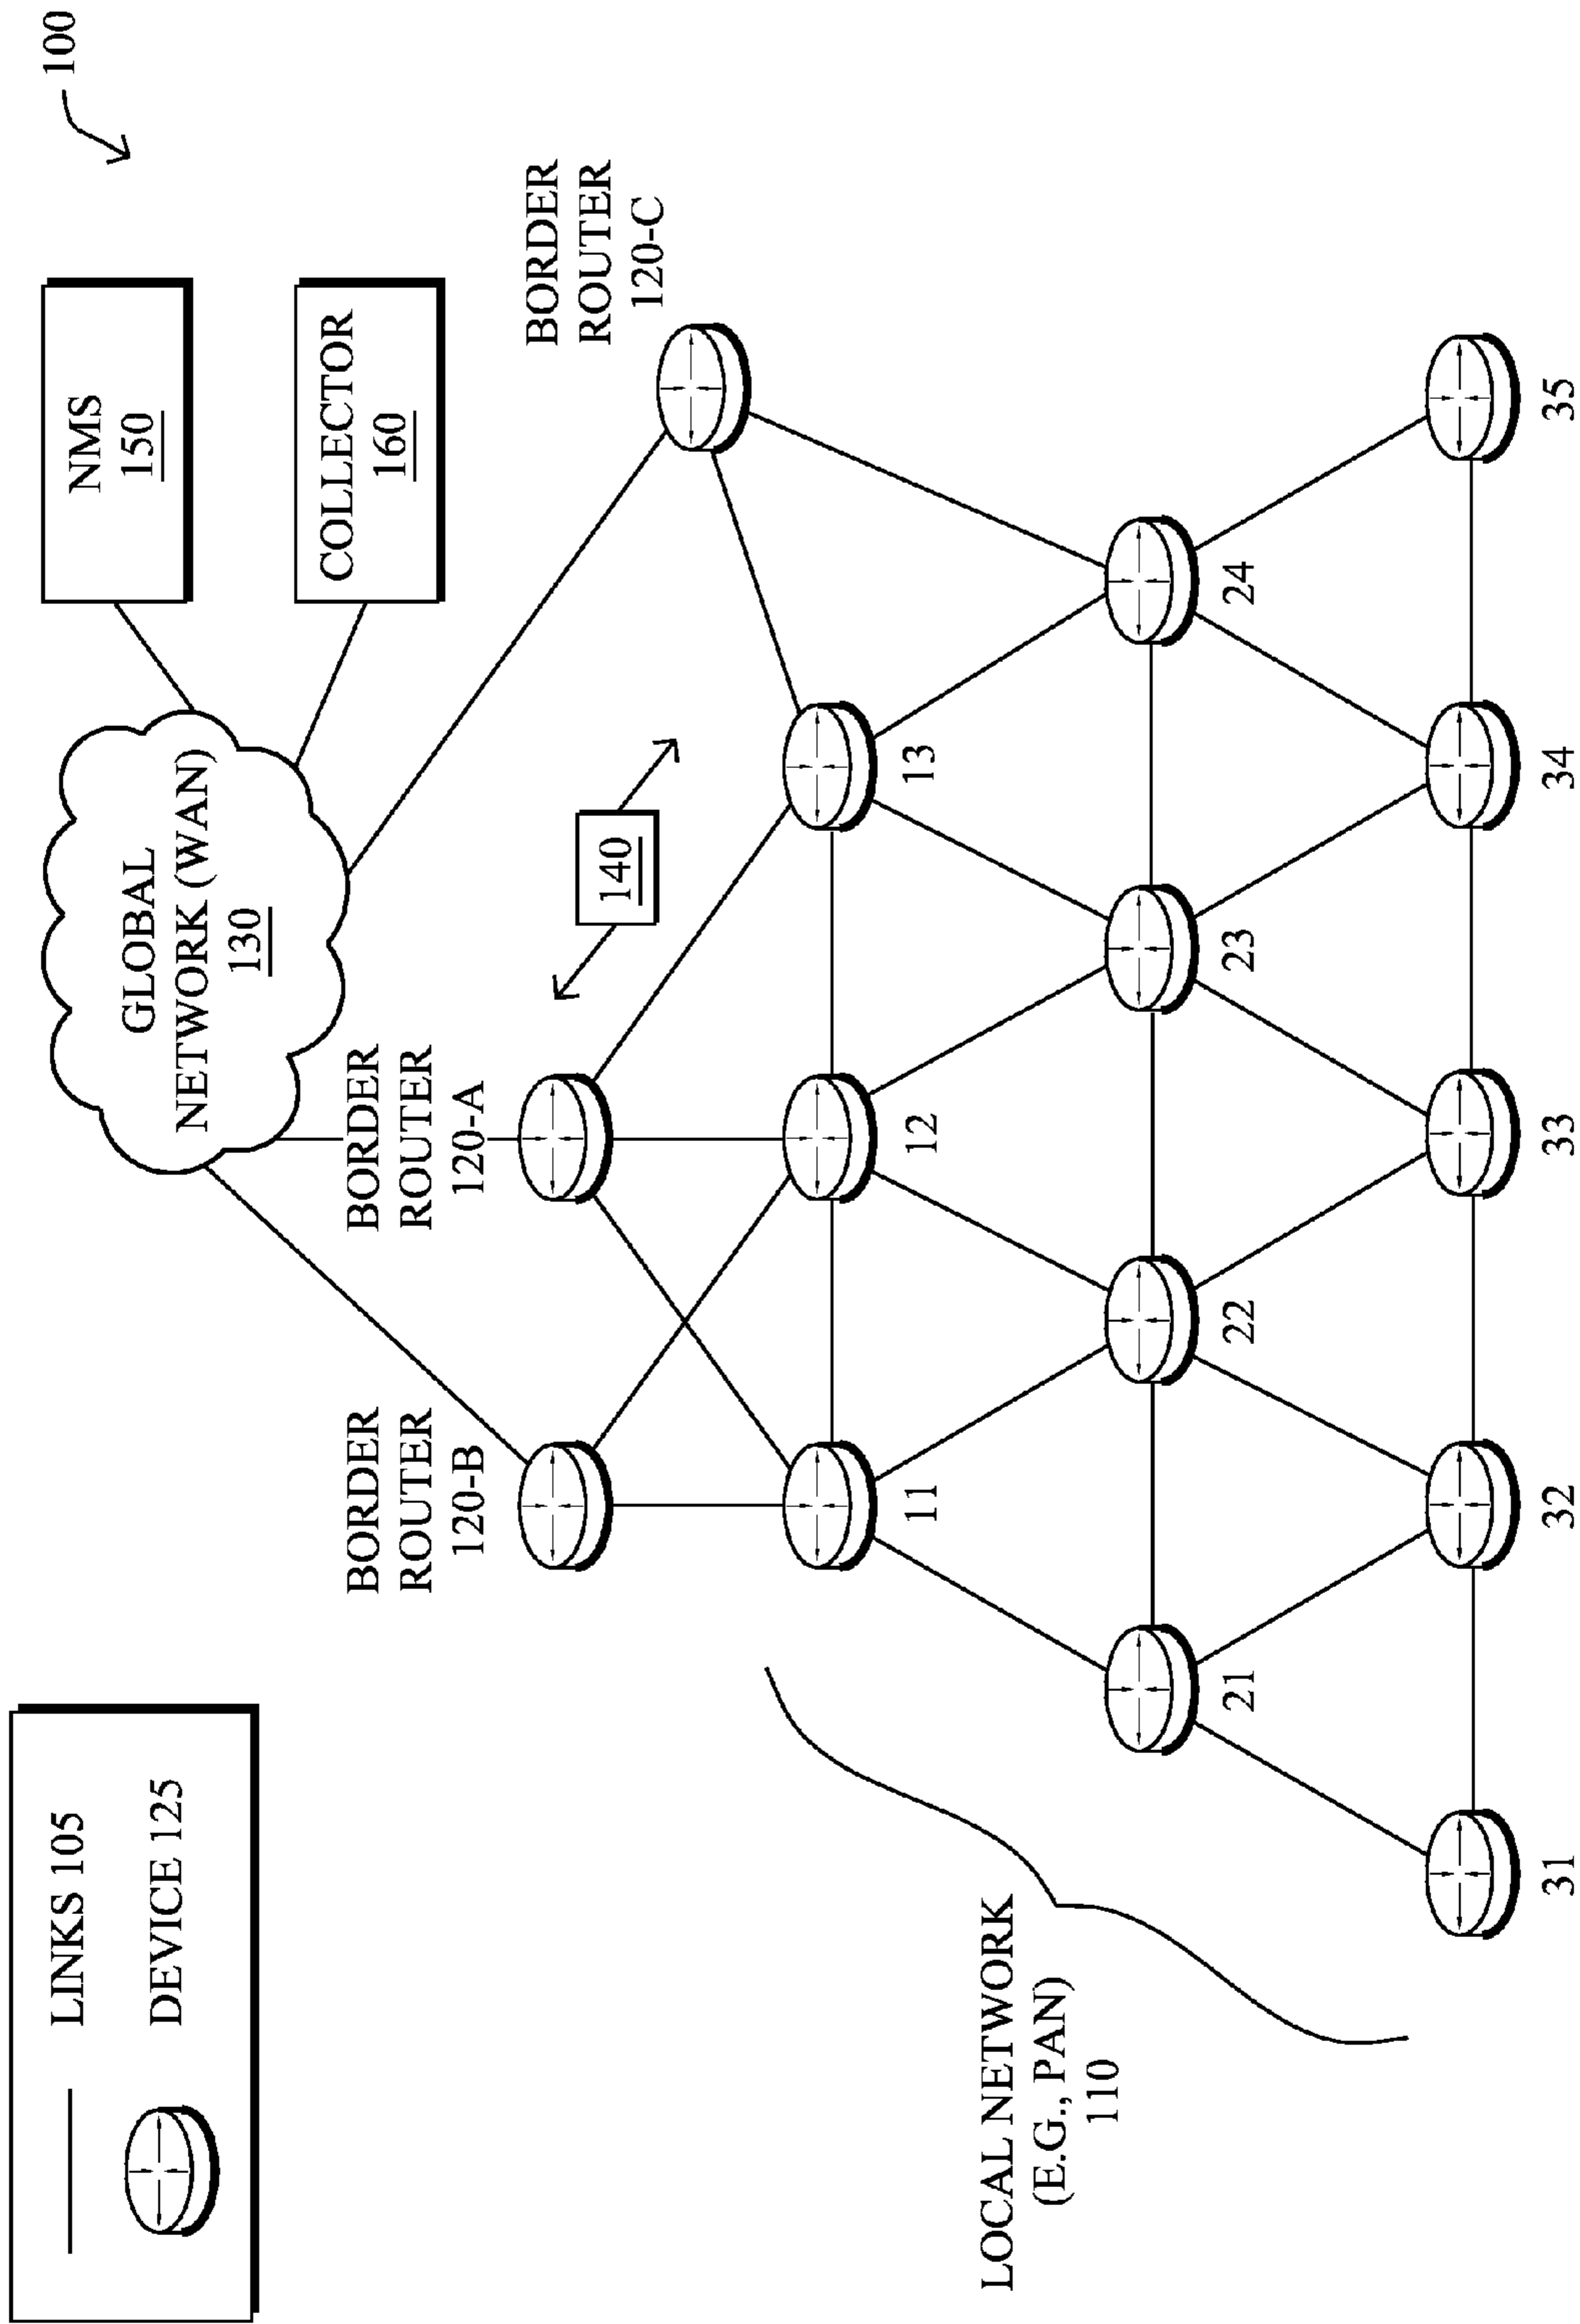 100
LINKS 105
DEVICE 125
GLOBAL
NETWORK (WAN)
130
NMS
150
COLLECTOR
160
BORDER
ROUTER
120-B
BORDER
ROUTER
120-A
BORDER
ROUTER
120-C
140
11
12
13
LOCAL NETWORK
(E.G., PAN)
110
21
22
23
24
31
32
33
34
35